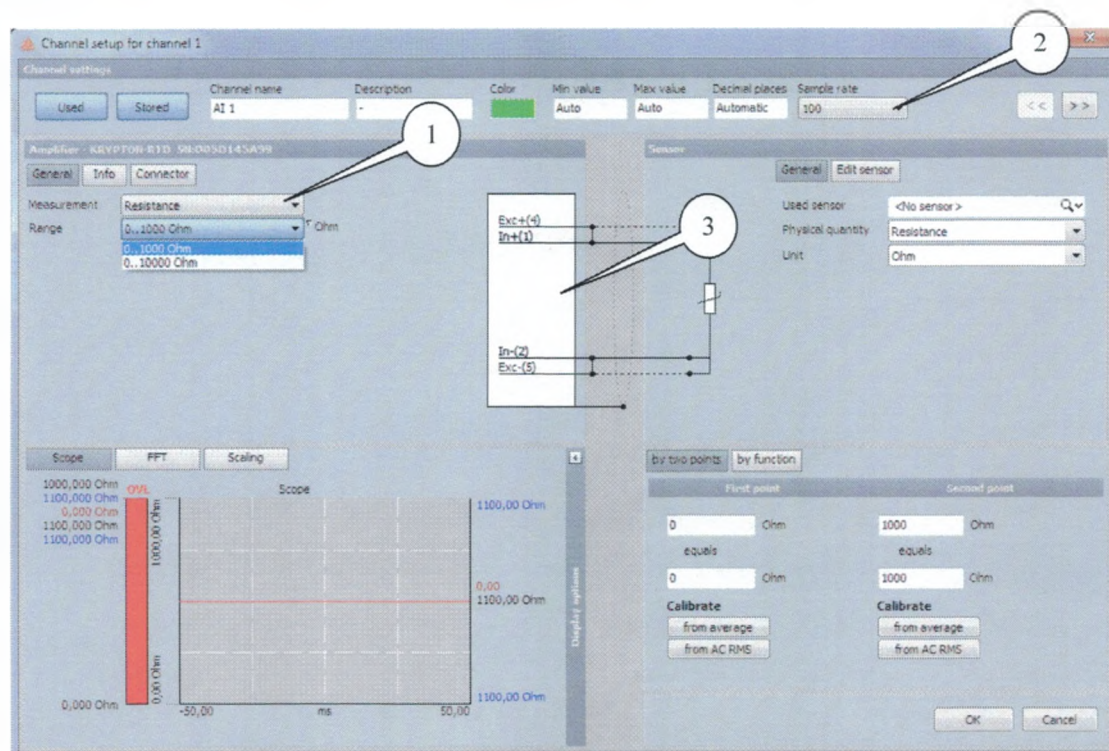 Channel setup for channel 1
2
Channel settings
Used
Stored
Channel name
AI 1
Description
-
Color
Min value
Auto
Max value
Auto
Decimal places
Automatic
Sample rate
100
<< >>
1
Amplifier - KRYPTON-RTD SN:D05D145A99
General Info Connector
Measurement Resistance
Range 0..1000 Ohm Ohm
0..1000 Ohm
0..10000 Ohm
Exc+(4)
In+(1)
3
In-(2)
Exc-(5)
Sensor
General Edit sensor
Used sensor <No sensor>
Physical quantity Resistance
Unit Ohm
Scope FFT Scaling
1000,000 Ohm
1100,000 Ohm
0,000 Ohm
1100,000 Ohm
1100,000 Ohm
OVL
Scope
1000,00 Ohm
0,00 Ohm
1100,00 Ohm
0,00
1100,00 Ohm
1100,00 Ohm
0,000 Ohm
-50,00 ms 50,00
Display options
by two points by function
First point Second point
0 Ohm 1000 Ohm
equals equals
0 Ohm 1000 Ohm
Calibrate Calibrate
from average from average
from AC RMS from AC RMS
OK Cancel